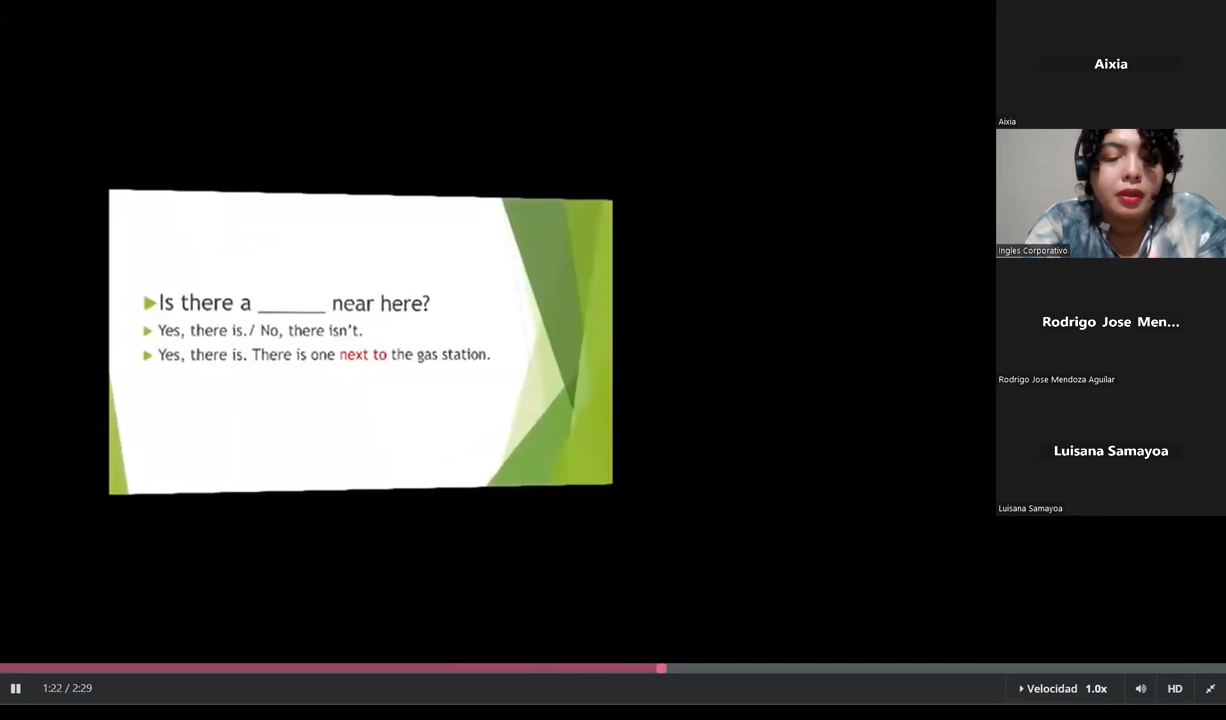 Aixia
Aixia
Ingles Corporativo
Rodrigo Jose Men...
Rodrigo Jose Mendoza Aguilar
Luisana Samayoa
Luisana Samayoa
Is there a ______ near here?
Yes, there is./ No, there isn't.
Yes, there is. There is one next to the gas station.
1:22 / 2:29
Velocidad 1.0x
HD